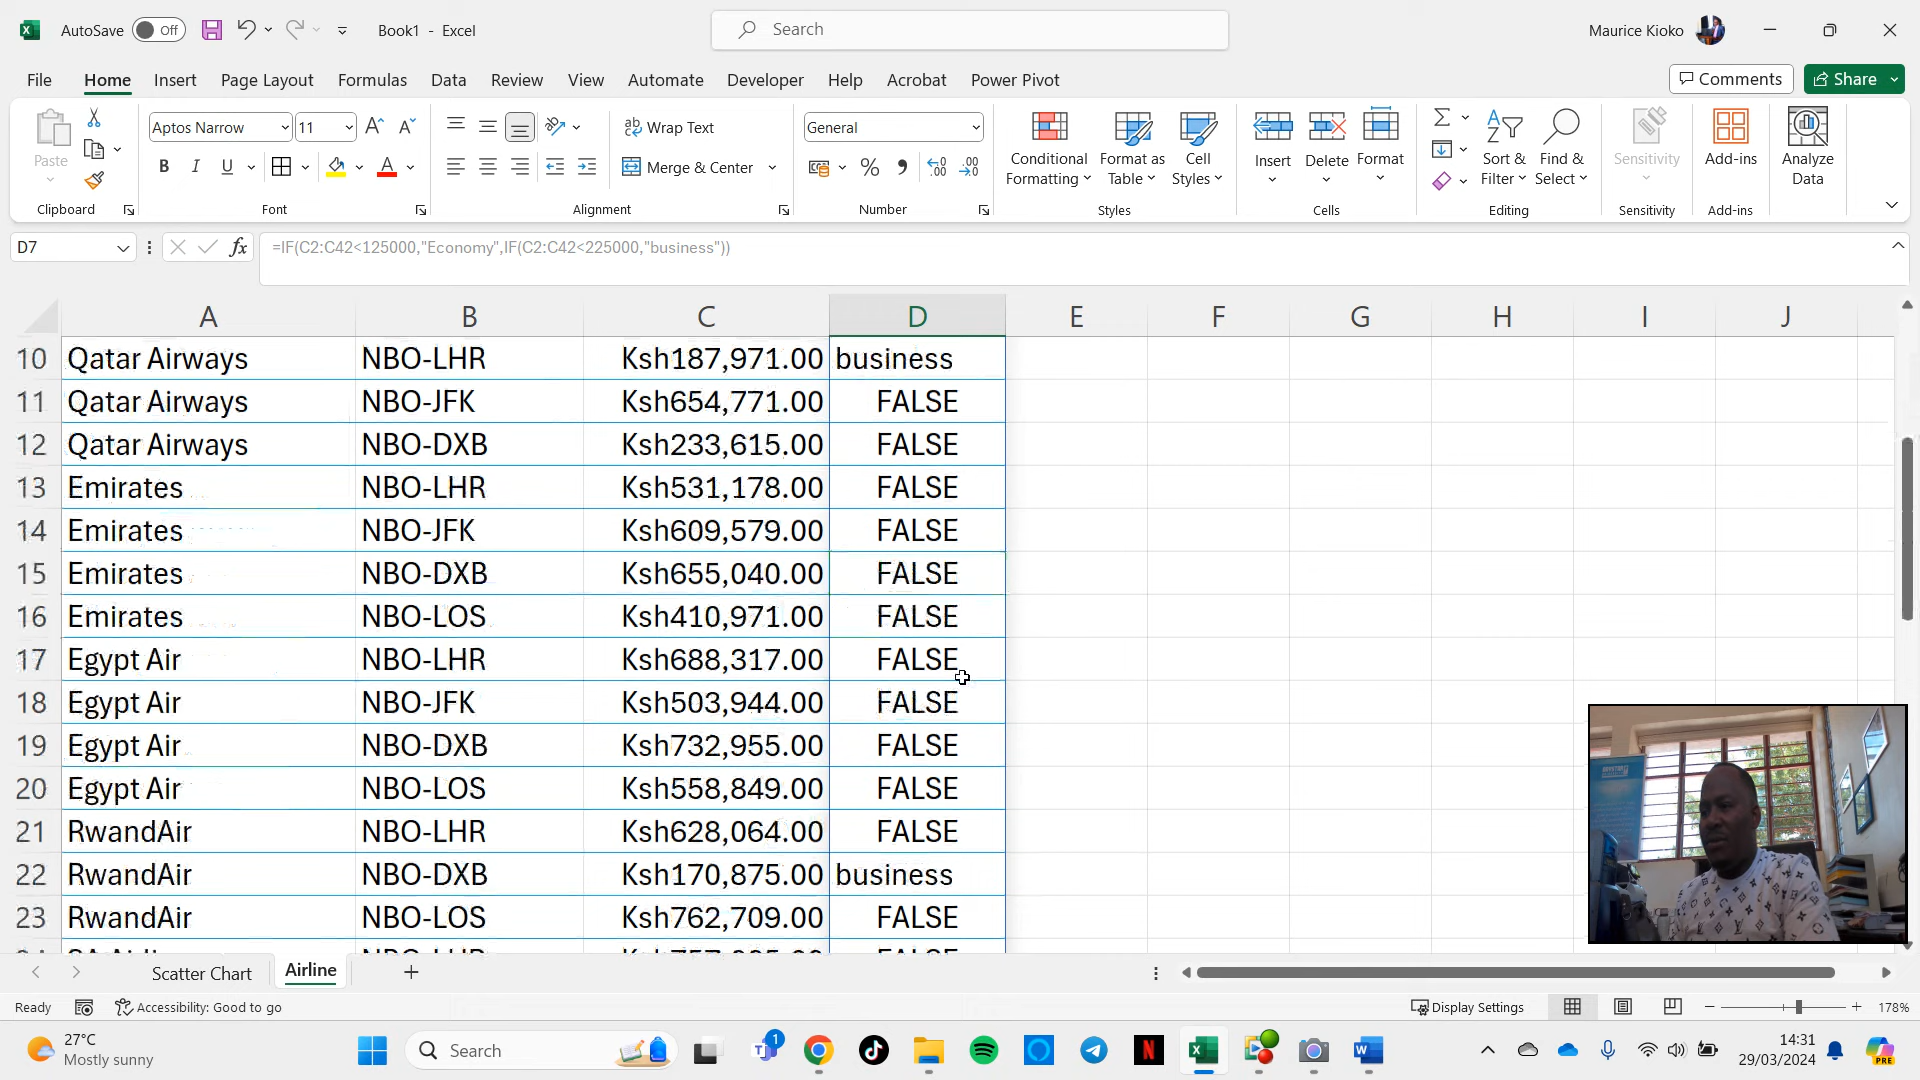 AutoSave Off Book1 - Excel Search Maurice Kioko
File Home Insert Page Layout Formulas Data Review View Automate Developer Help Acrobat Power Pivot Comments Share
Paste Aptos Narrow 11 Wrap Text General Conditional Formatting Format as Table Cell Styles Insert Delete Format Sort & Filter Find & Select Sensitivity Add-ins Analyze Data
B I U Merge & Center
Clipboard Font Alignment Number Styles Cells Editing Sensitivity Add-ins
D7 fx =IF(C2:C42<125000,"Economy",IF(C2:C42<225000,"business"))
A B C D E F G H I J
10 Qatar Airways NBO-LHR Ksh187,971.00 business
11 Qatar Airways NBO-JFK Ksh654,771.00 FALSE
12 Qatar Airways NBO-DXB Ksh233,615.00 FALSE
13 Emirates NBO-LHR Ksh531,178.00 FALSE
14 Emirates NBO-JFK Ksh609,579.00 FALSE
15 Emirates NBO-DXB Ksh655,040.00 FALSE
16 Emirates NBO-LOS Ksh410,971.00 FALSE
17 Egypt Air NBO-LHR Ksh688,317.00 FALSE
18 Egypt Air NBO-JFK Ksh503,944.00 FALSE
19 Egypt Air NBO-DXB Ksh732,955.00 FALSE
20 Egypt Air NBO-LOS Ksh558,849.00 FALSE
21 RwandAir NBO-LHR Ksh628,064.00 FALSE
22 RwandAir NBO-DXB Ksh170,875.00 business
23 RwandAir NBO-LOS Ksh762,709.00 FALSE
Scatter Chart Airline
Ready Accessibility: Good to go Display Settings 178%
27°C Search 1 14:31
Mostly sunny 29/03/2024